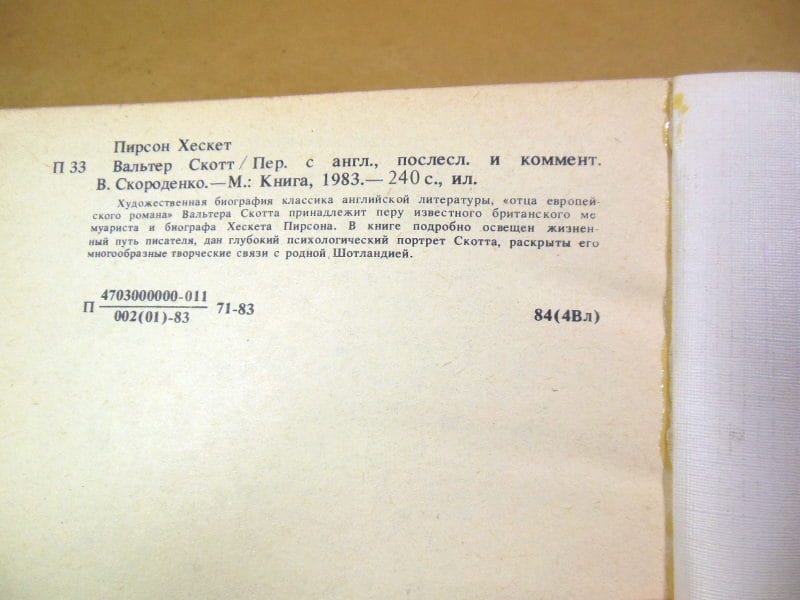 Пирсон Хескет
П 33 Вальтер Скотт / Пер. с англ., послесл. и коммент.
В. Скороденко.—М.: Книга, 1983.— 240 с., ил.
Художественная биография классика английской литературы, «отца европей-
ского романа» Вальтера Скотта принадлежит перу известного британского ме
муариста и биографа Хескета Пирсона. В книге подробно освещен жизнен-
ный путь писателя, дан глубокий психологический портрет Скотта, раскрыты его
многообразные творческие связи с родной Шотландией.
П 4703000000-011 71-83
002(01)-83
84(4Вл)